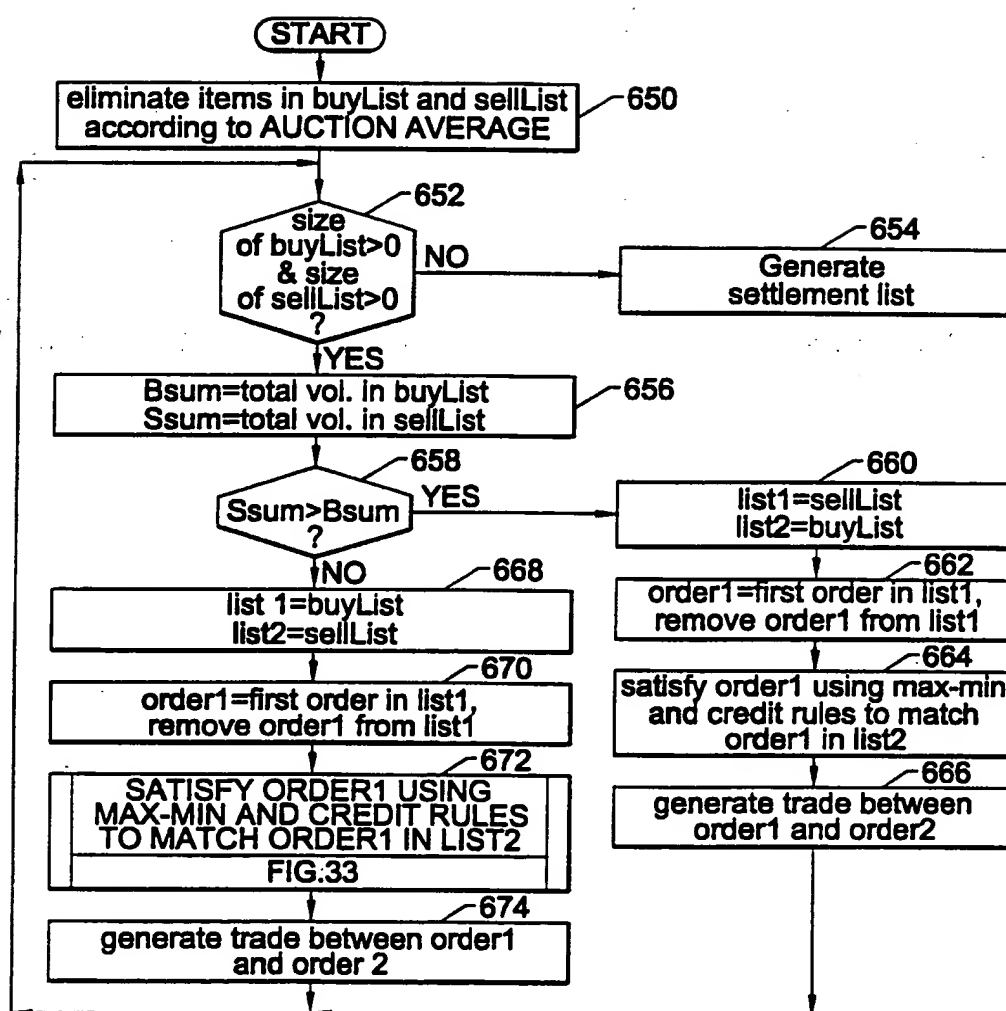 START
eliminate items in buyList and sellList
according to AUCTION AVERAGE
650
652
size
of buyList>0
& size
of sellList>0
?
NO
654
Generate
settlement list
YES
Bsum=total vol. in buyList
Ssum=total vol. in sellList
656
658
Ssum>Bsum
?
YES
660
list1=sellList
list2=buyList
662
order1=first order in list1,
remove order1 from list1
664
satisfy order1 using max-min
and credit rules to match
order1 in list2
666
generate trade between
order1 and order2
NO
668
list 1=buyList
list2=sellList
670
order1=first order in list1,
remove order1 from list1
672
SATISFY ORDER1 USING
MAX-MIN AND CREDIT RULES
TO MATCH ORDER1 IN LIST2
FIG.33
674
generate trade between order1
and order 2